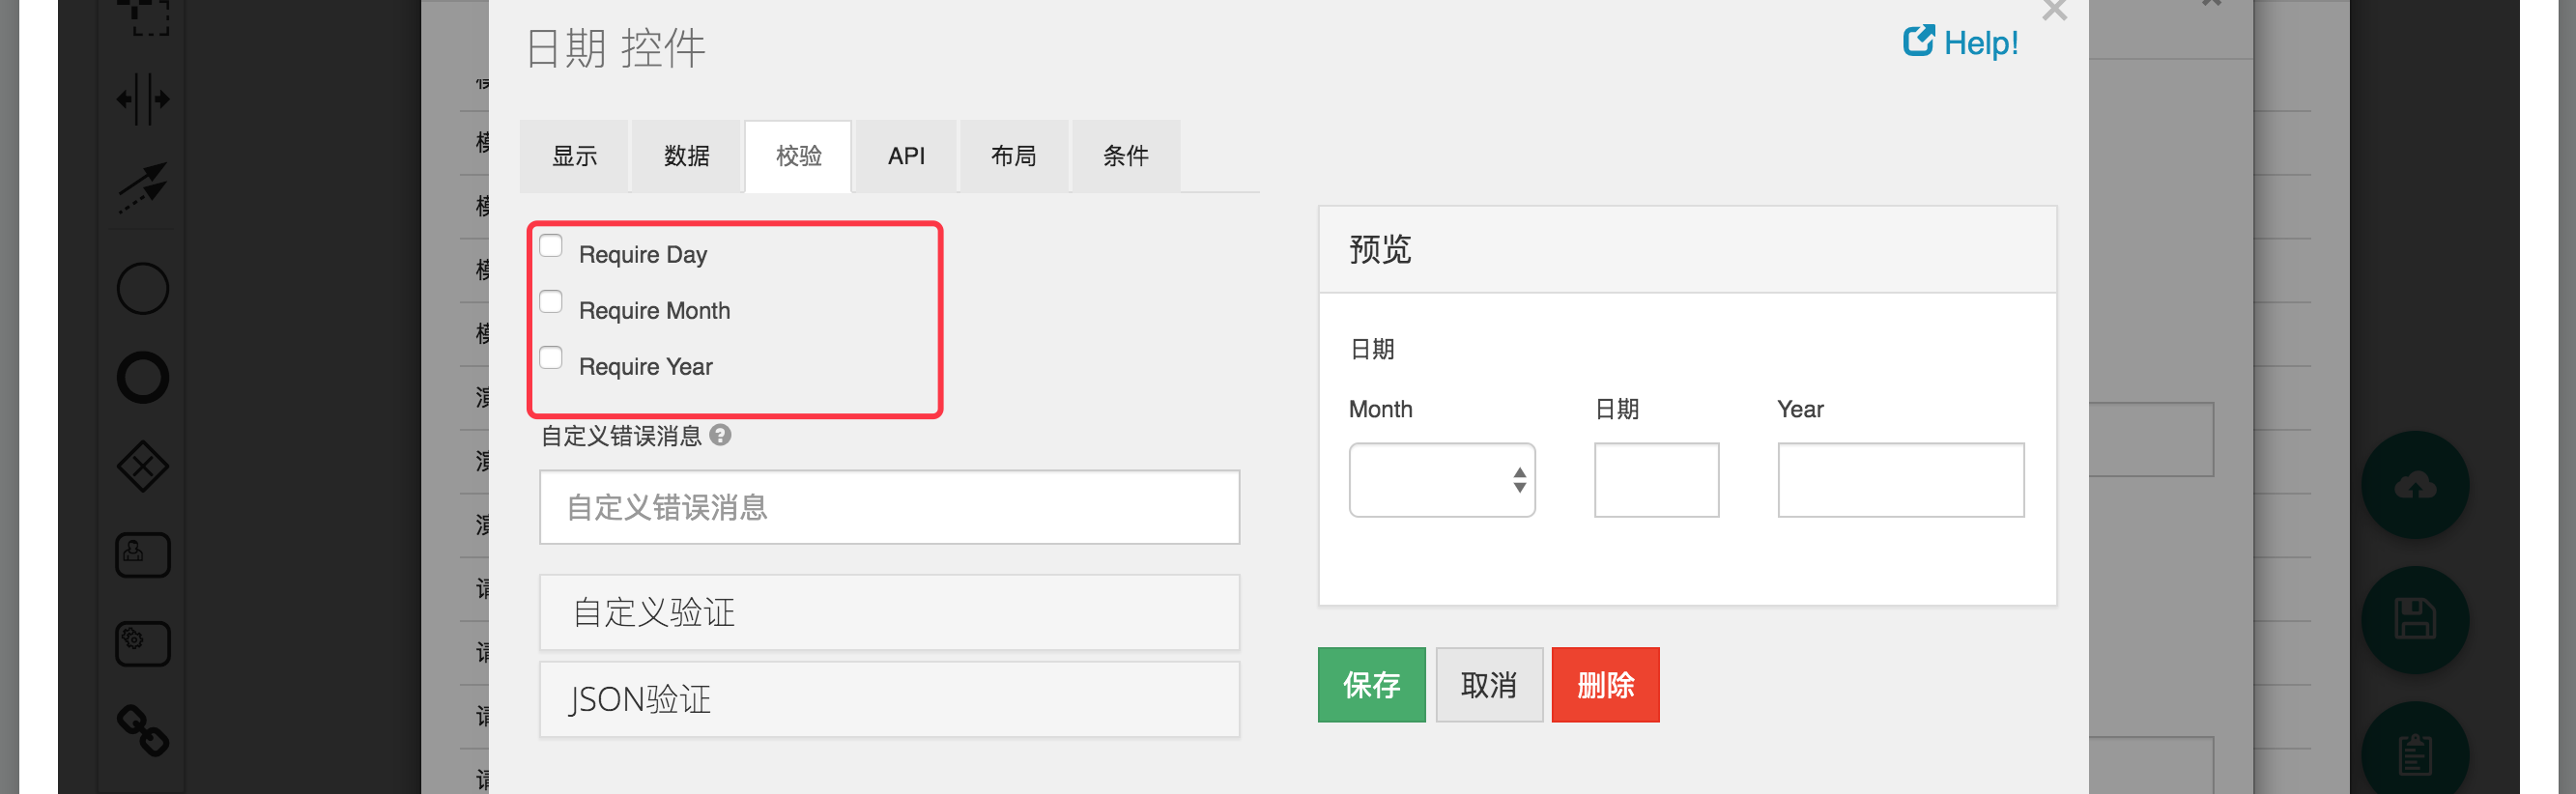 日期 控件
Help!
显示
数据
校验
API
布局
条件
Require Day
Require Month
Require Year
自定义错误消息
自定义错误消息
自定义验证
JSON验证
预览
日期
Month
日期
Year
保存
取消
删除